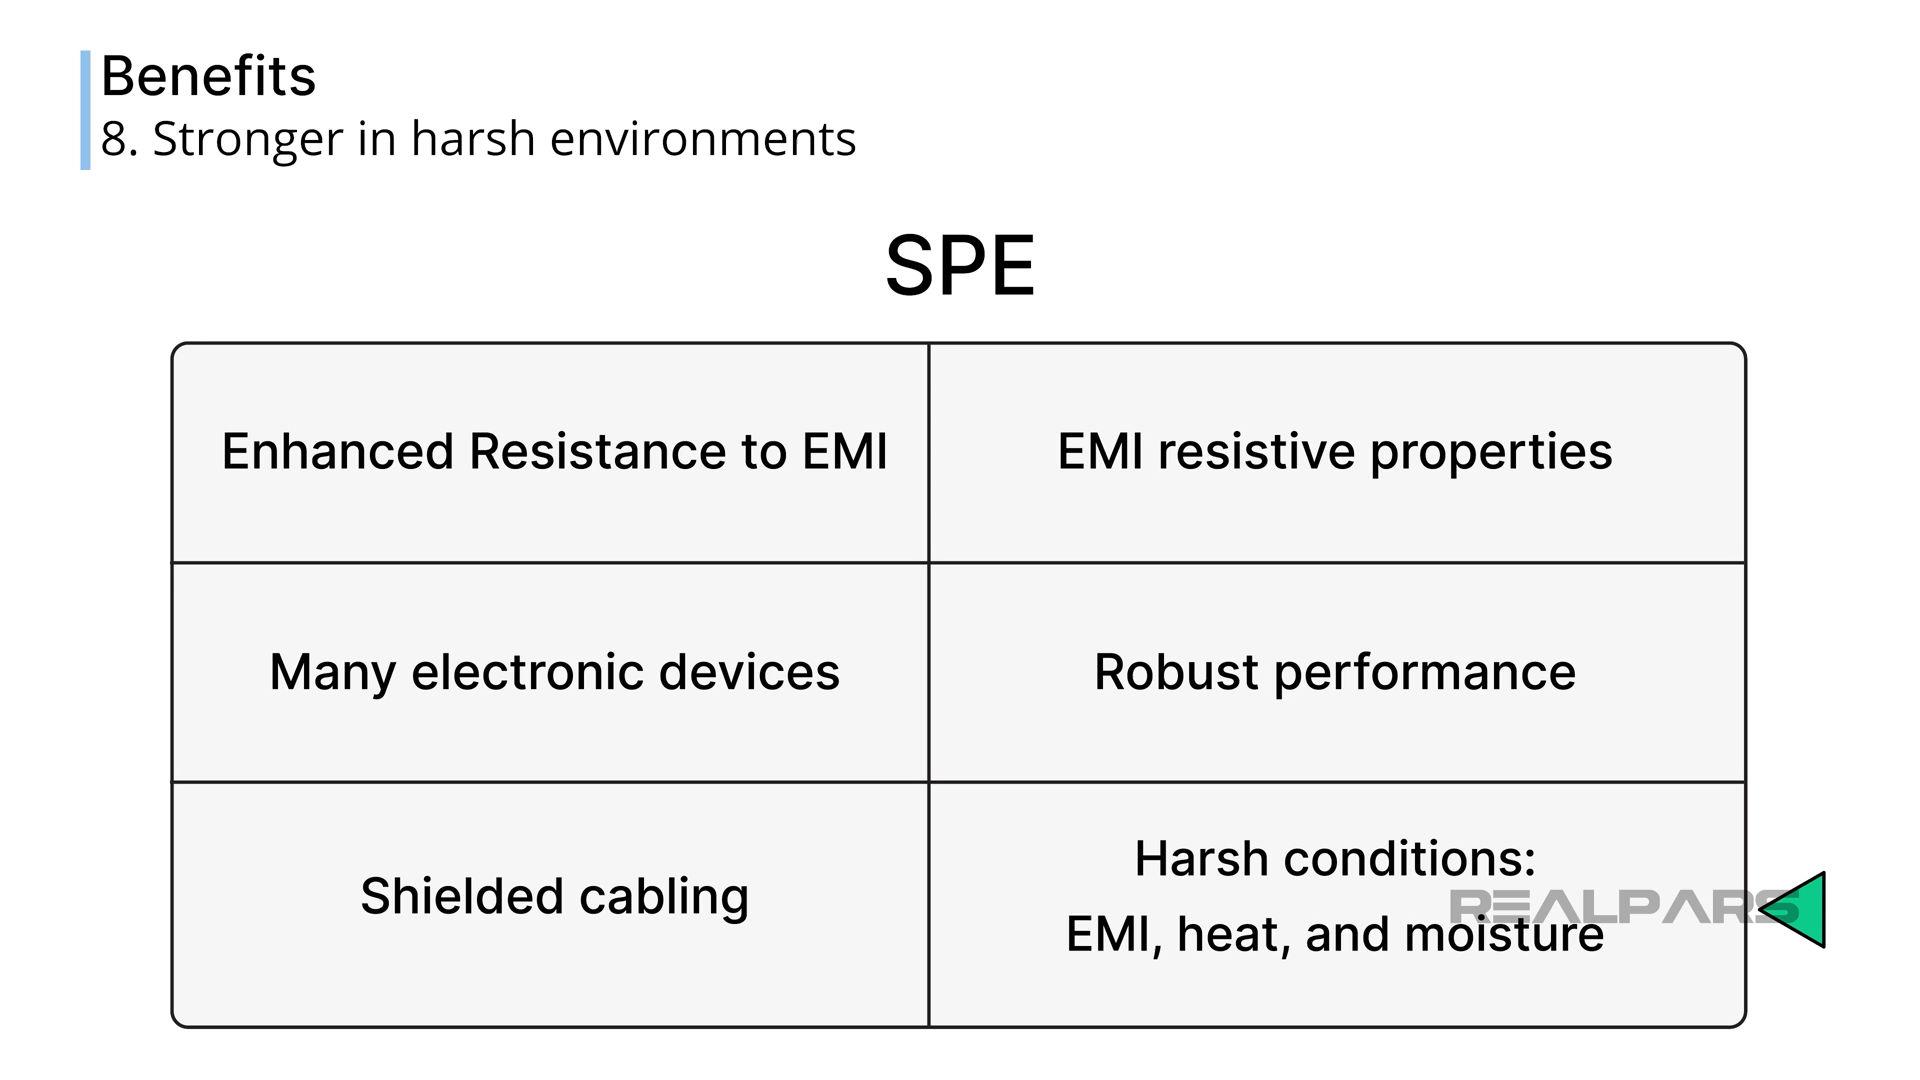 Benefits
8. Stronger in harsh environments
SPE
Enhanced Resistance to EMI
EMI resistive properties
Many electronic devices
Robust performance
Shielded cabling
Harsh conditions:
EMI, heat, and moisture
REALPARS